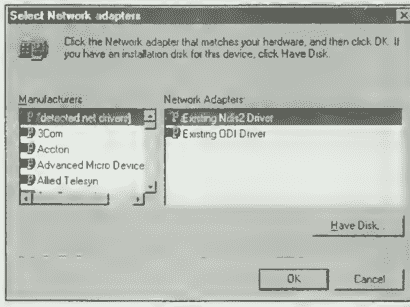 Select Network adapters
Click the Network adapter that matches your hardware, and then click OK. If
you have an installation disk for this device, click Have Disk.
Manufacturers
[detected net drivers]
3Com
Accton
Advanced Micro Device
Allied Telesyn
Network Adapters:
Existing Ndis2 Driver
Existing ODI Driver
Have Disk...
OK
Cancel